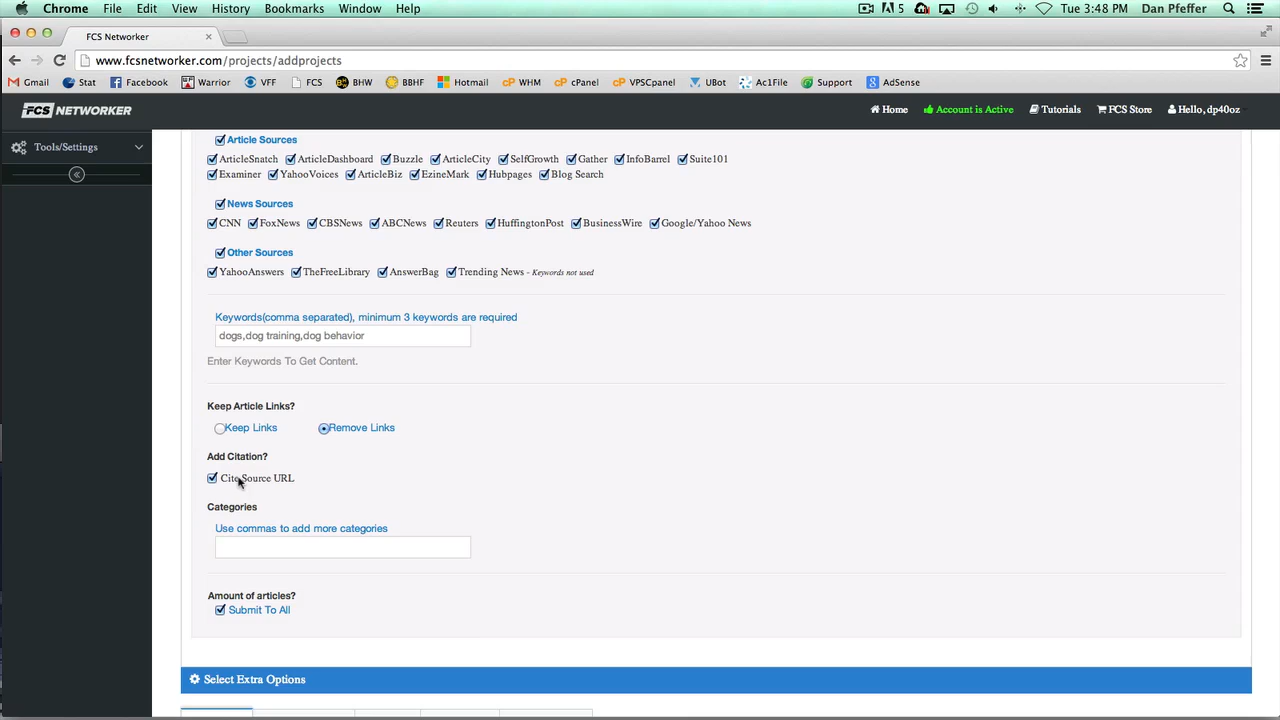 Chrome File Edit View History Bookmarks Window Help 5 Tue 3:48 PM Dan Pfeffer
FCS Networker
www.fcsnetworker.com/projects/addprojects
Gmail Stat Facebook Warrior VFF FCS BHW BBHF Hotmail WHM cPanel VPSCpanel UBot Ac1File Support AdSense
FCS NETWORKER Home Account is Active Tutorials FCS Store Hello, dp40oz
Tools/Settings
Article Sources
ArticleSnatch ArticleDashboard Buzzle ArticleCity SelfGrowth Gather InfoBarrel Suite101
Examiner YahooVoices ArticleBiz EzineMark Hubpages Blog Search
News Sources
CNN FoxNews CBSNews ABCNews Reuters HuffingtonPost BusinessWire Google/Yahoo News
Other Sources
YahooAnswers TheFreeLibrary AnswerBag Trending News - Keywords not used
Keywords(comma separated), minimum 3 keywords are required
dogs,dog training,dog behavior
Enter Keywords To Get Content.
Keep Article Links?
Keep Links Remove Links
Add Citation?
Cite Source URL
Categories
Use commas to add more categories
Amount of articles?
Submit To All
Select Extra Options